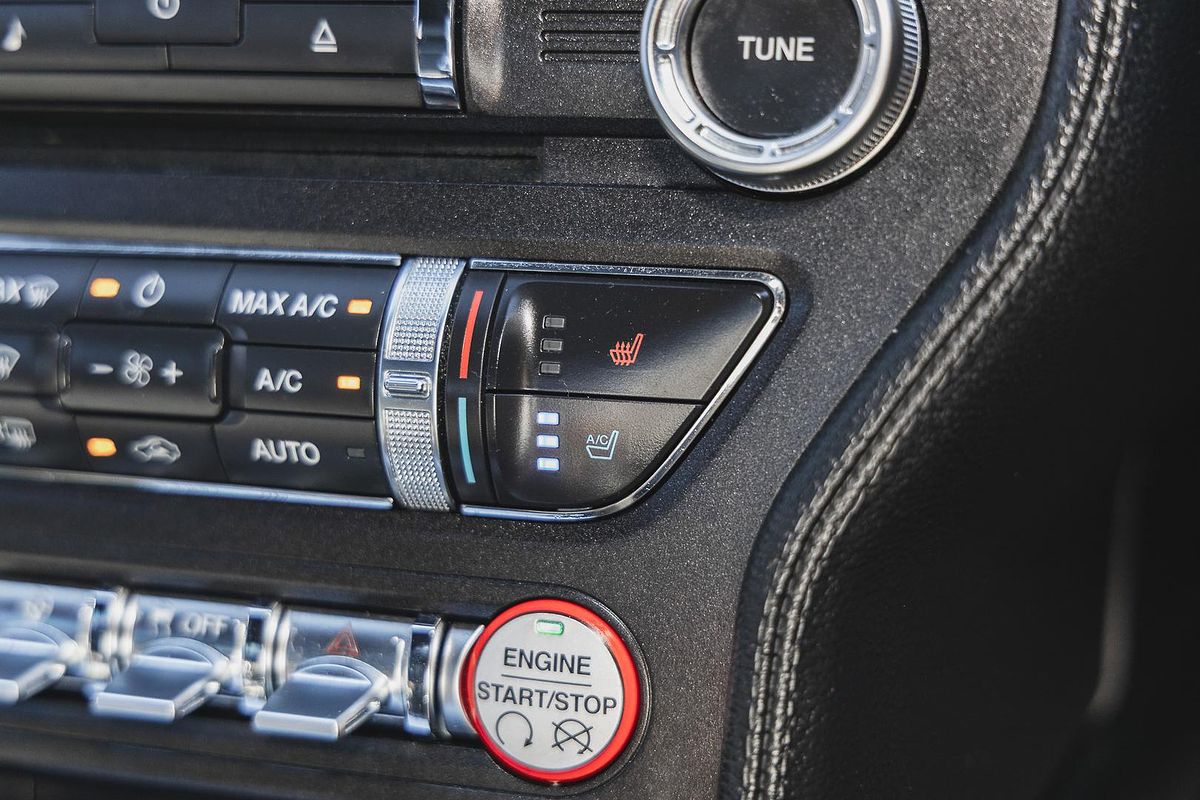 TUNE
MAX A/C
A/C
AUTO
A/C
OFF
ENGINE
START/STOP